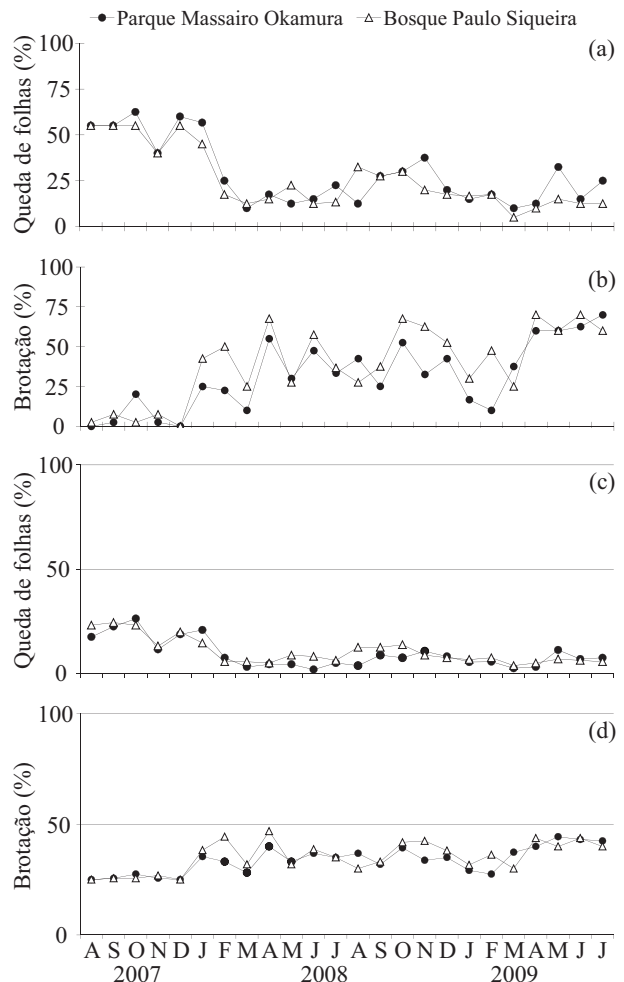 Parque Massairo Okamura Bosque Paulo Siqueira
(a)
Queda de folhas (%)
100
75
50
25
0
(b)
Brotação (%)
100
75
50
25
0
(c)
Queda de folhas (%)
100
50
0
(d)
Brotação (%)
100
50
0
A S O N D J F M A M J J A S O N D J F M A M J J
2007 2008 2009